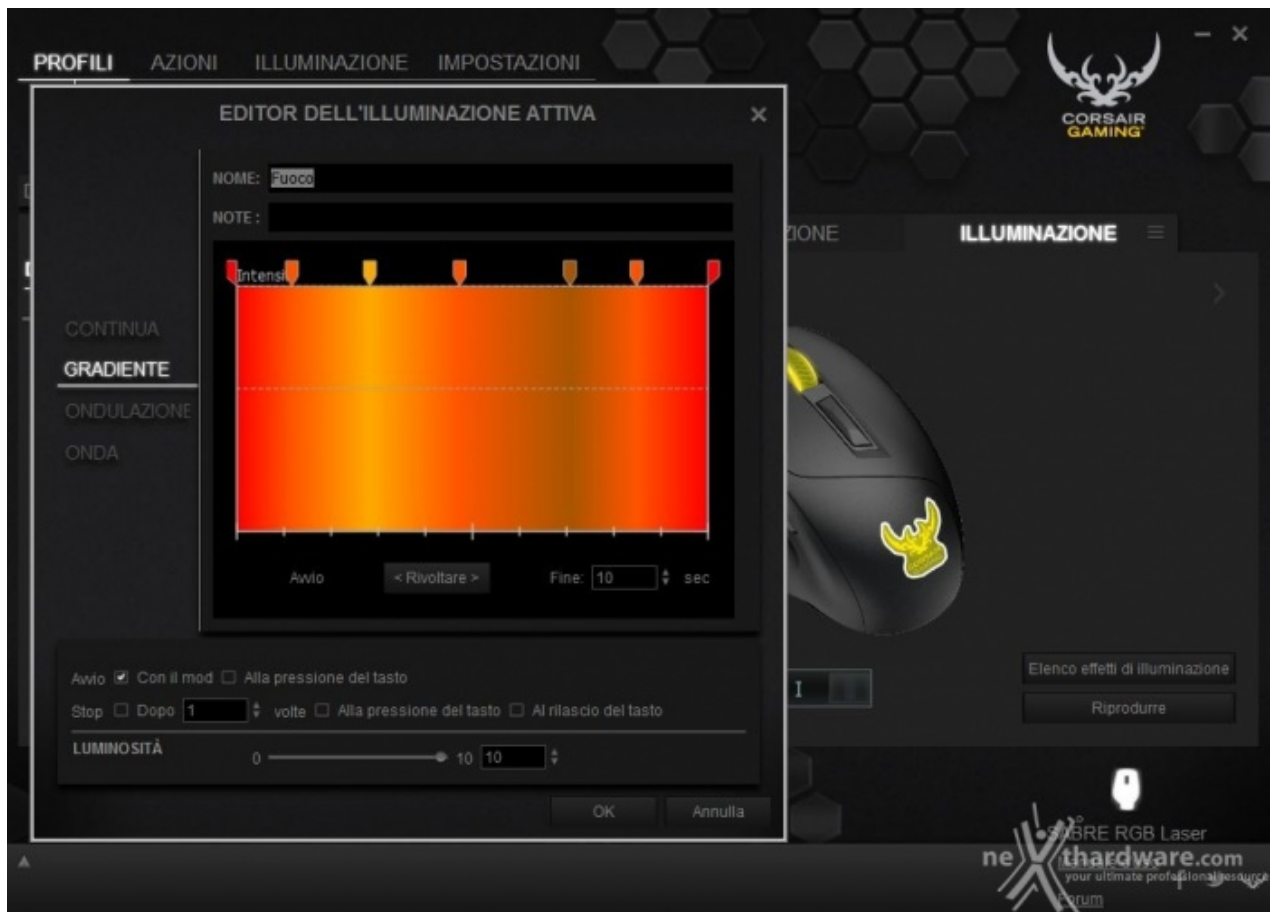 PROFILI AZIONI ILLUMINAZIONE IMPOSTAZIONI
CORSAIR
GAMING
EDITOR DELL'ILLUMINAZIONE ATTIVA
NOME: Fuoco
NOTE :
ZIONE ILLUMINAZIONE
Intensi
CONTINUA
GRADIENTE
ONDULAZIONE
ONDA
Avvio < Rivoltare > Fine: 10 sec
Avvio Con il mod Alla pressione del tasto
Stop Dopo 1 volte Alla pressione del tasto Al rilascio del tasto
LUMINOSITÀ 0 10 10
OK Annulla
I
Elenco effetti di illuminazione
Riprodurre
SABRE RGB Laser
nexthardware.com
your ultimate professional resource
Forum